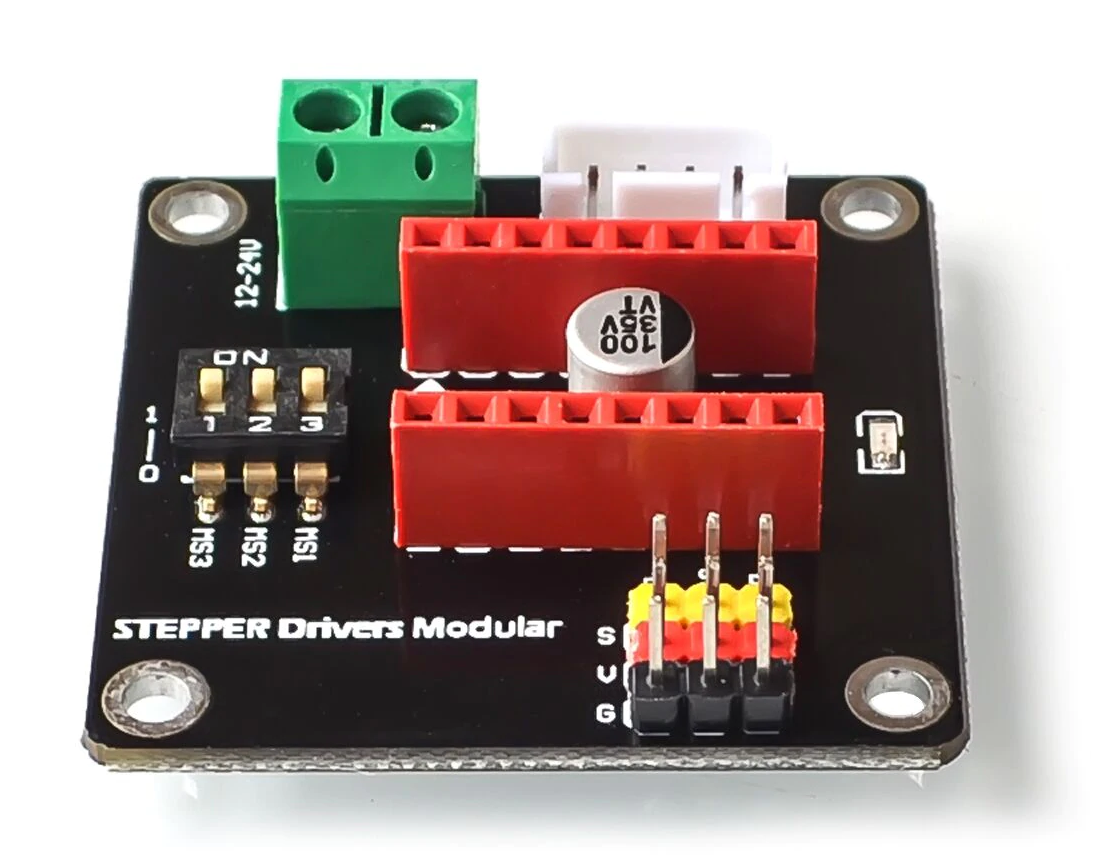 12-24V
100
35V
VT
ON
1 2 3
1
0
MS3 MS2 MS1
STEPPER Drivers Modular
S
V
G